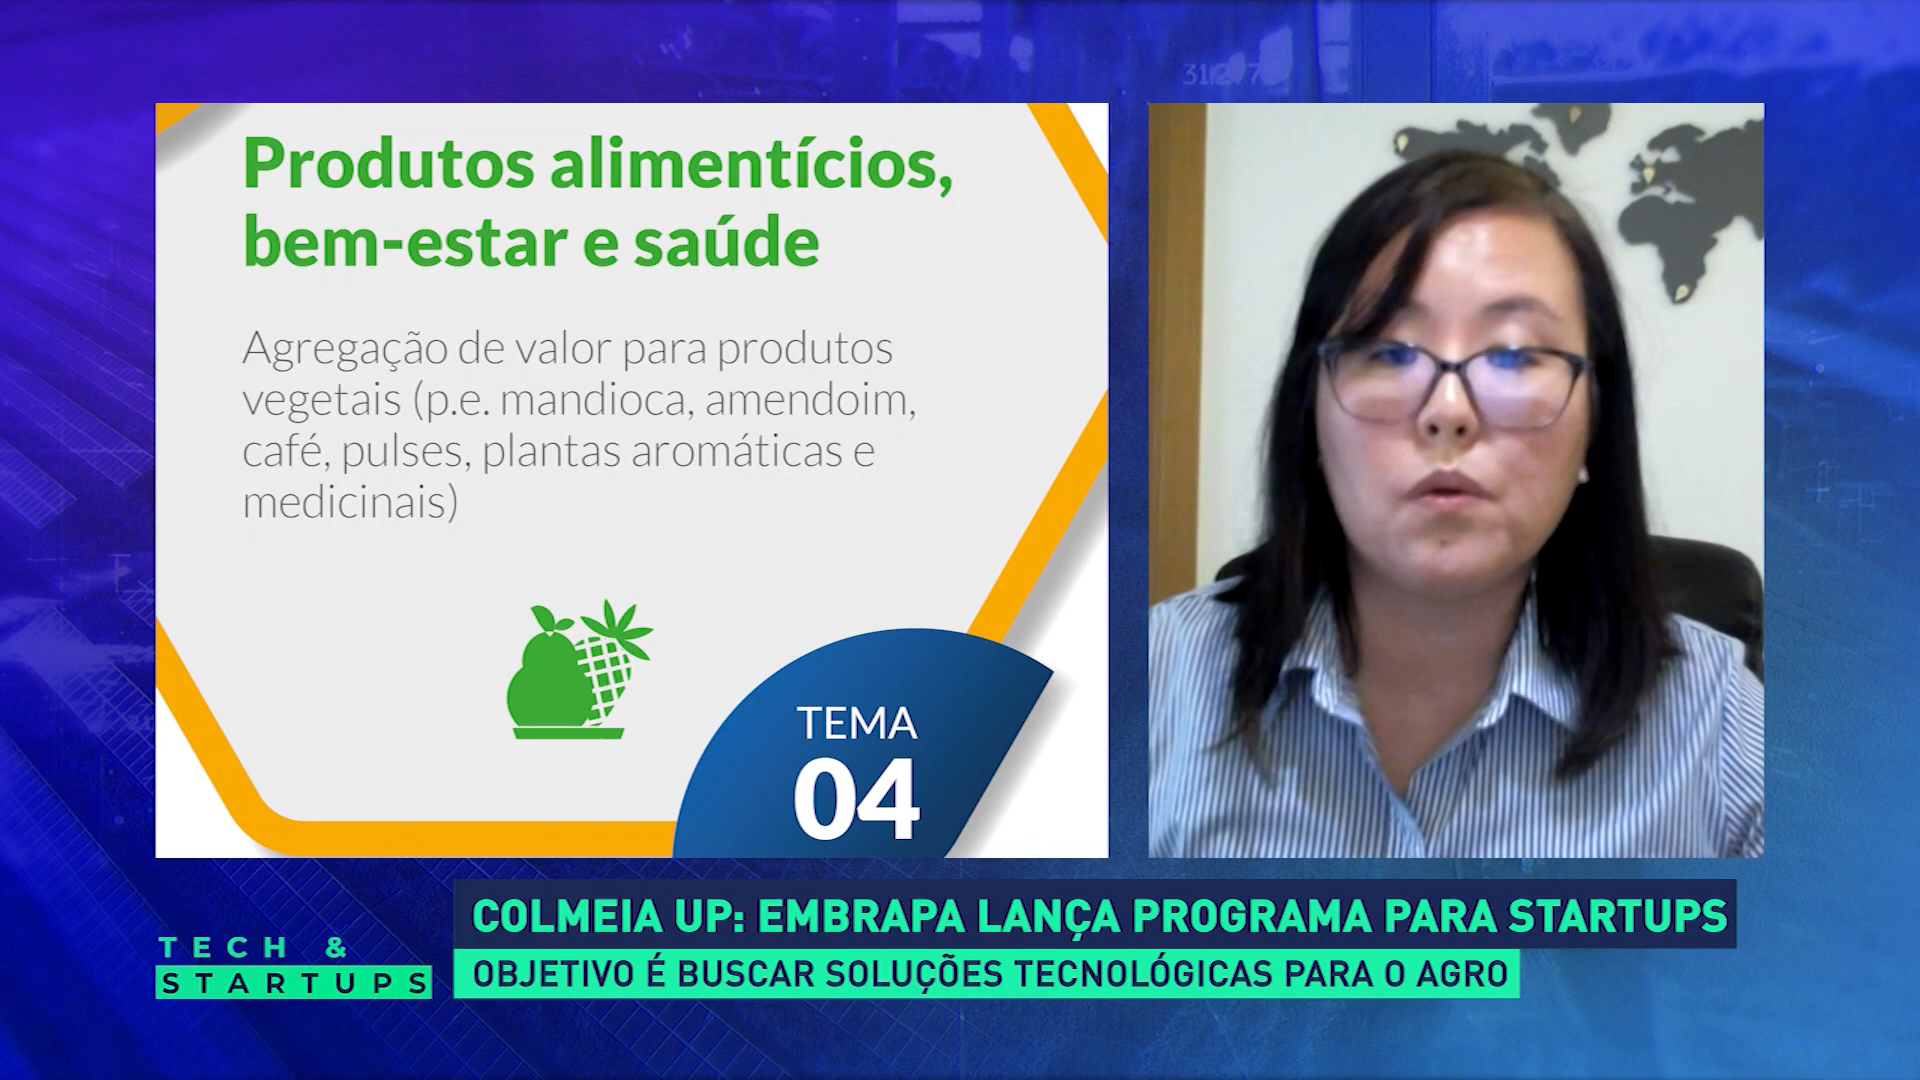 Produtos alimentícios,
bem-estar e saúde
Agregação de valor para produtos
vegetais (p.e. mandioca, amendoim,
café, pulses, plantas aromáticas e
medicinais)
TEMA
04
COLMEIA UP: EMBRAPA LANÇA PROGRAMA PARA STARTUPS
OBJETIVO É BUSCAR SOLUÇÕES TECNOLÓGICAS PARA O AGRO
TECH &
STARTUPS